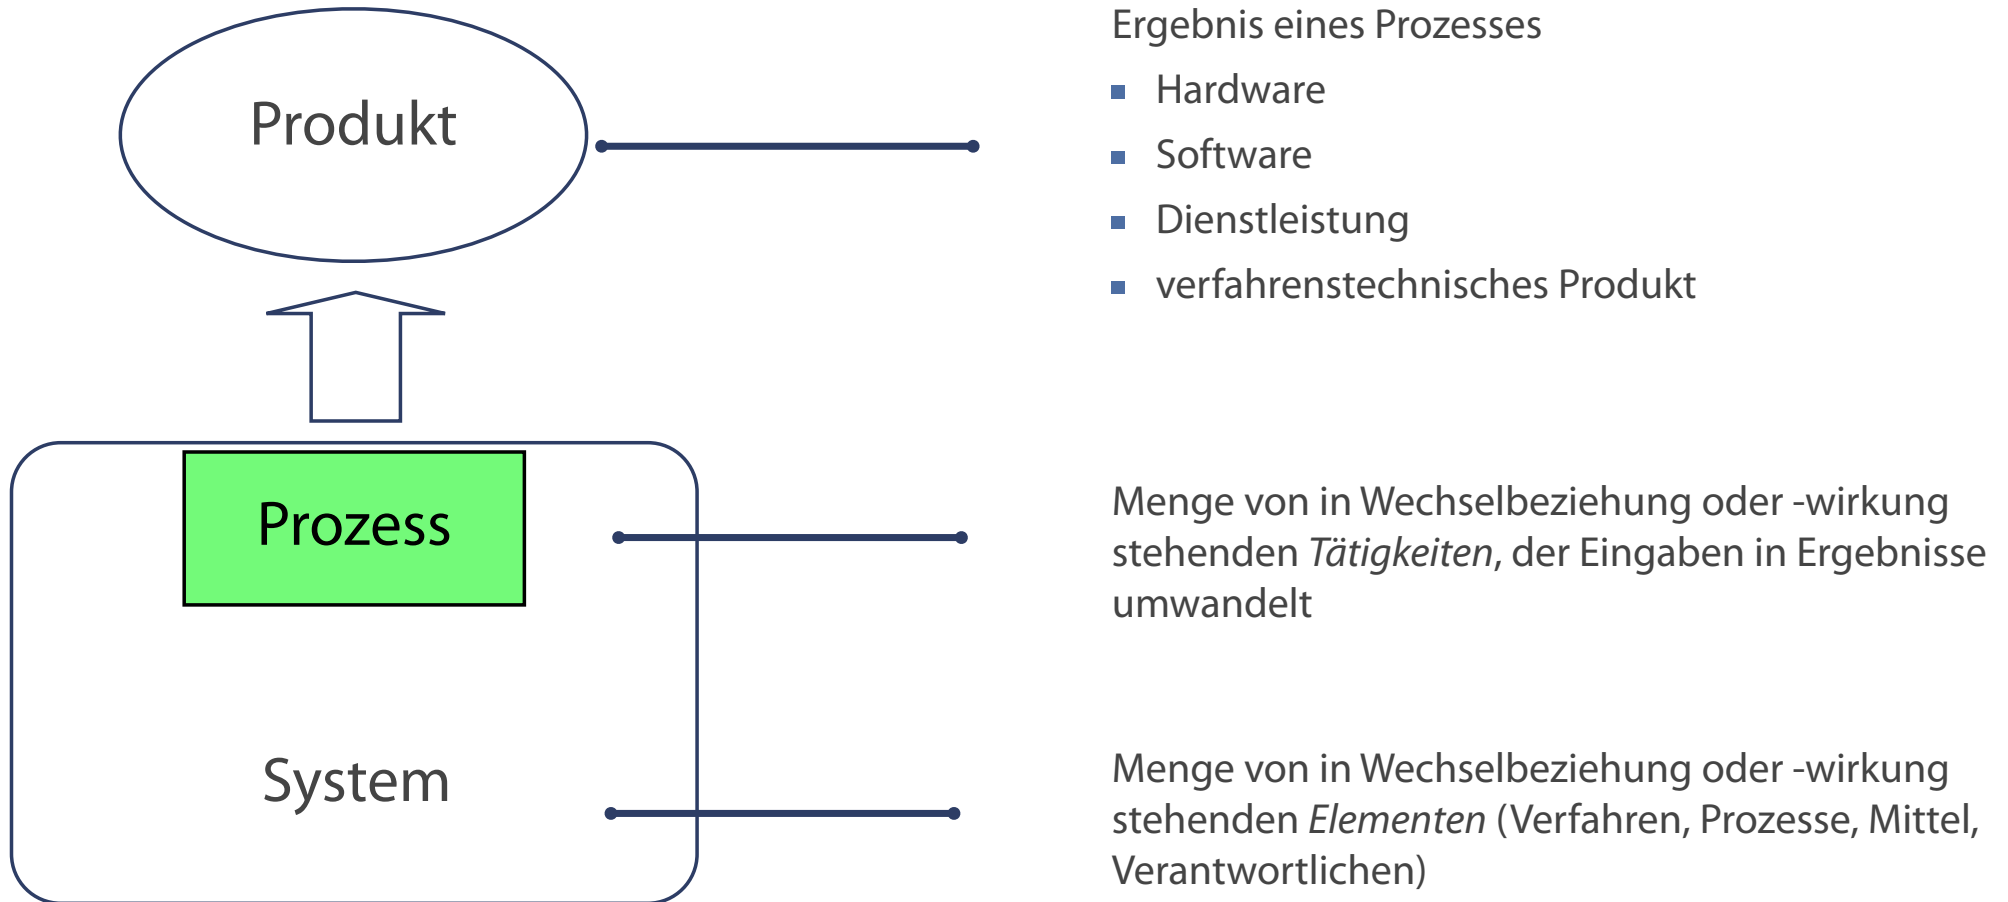 Produkt
Ergebnis eines Prozesses
Hardware
Software
Dienstleistung
verfahrenstechnisches Produkt
Prozess
Menge von in Wechselbeziehung oder -wirkung
stehenden Tätigkeiten, der Eingaben in Ergebnisse
umwandelt
System
Menge von in Wechselbeziehung oder -wirkung
stehenden Elementen (Verfahren, Prozesse, Mittel,
Verantwortlichen)